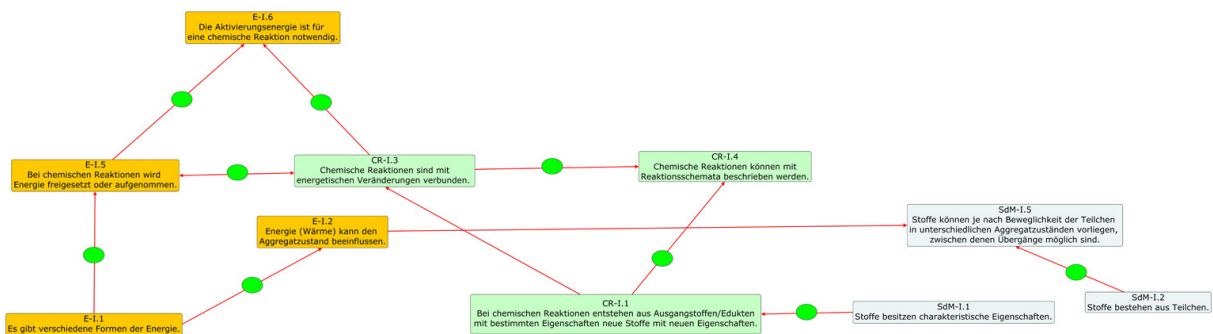 E-I.6
Die Aktivierungsenergie ist für
eine chemische Reaktion notwendig.
E-I.5
Bei chemischen Reaktionen wird
Energie freigesetzt oder aufgenommen.
CR-I.3
Chemische Reaktionen sind mit
energetischen Veränderungen verbunden.
CR-I.4
Chemische Reaktionen können mit
Reaktionsschemata beschrieben werden.
E-I.2
Energie (Wärme) kann den
Aggregatzustand beeinflussen.
SdM-I.5
Stoffe können je nach Beweglichkeit der Teilchen
in unterschiedlichen Aggregatzuständen vorliegen,
zwischen denen Übergänge möglich sind.
E-I.1
Es gibt verschiedene Formen der Energie.
CR-I.1
Bei chemischen Reaktionen entstehen aus Ausgangstoffen/Edukten
mit bestimmten Eigenschaften neue Stoffe mit neuen Eigenschaften.
SdM-I.1
Stoffe besitzen charakteristische Eigenschaften.
SdM-I.2
Stoffe bestehen aus Teilchen.